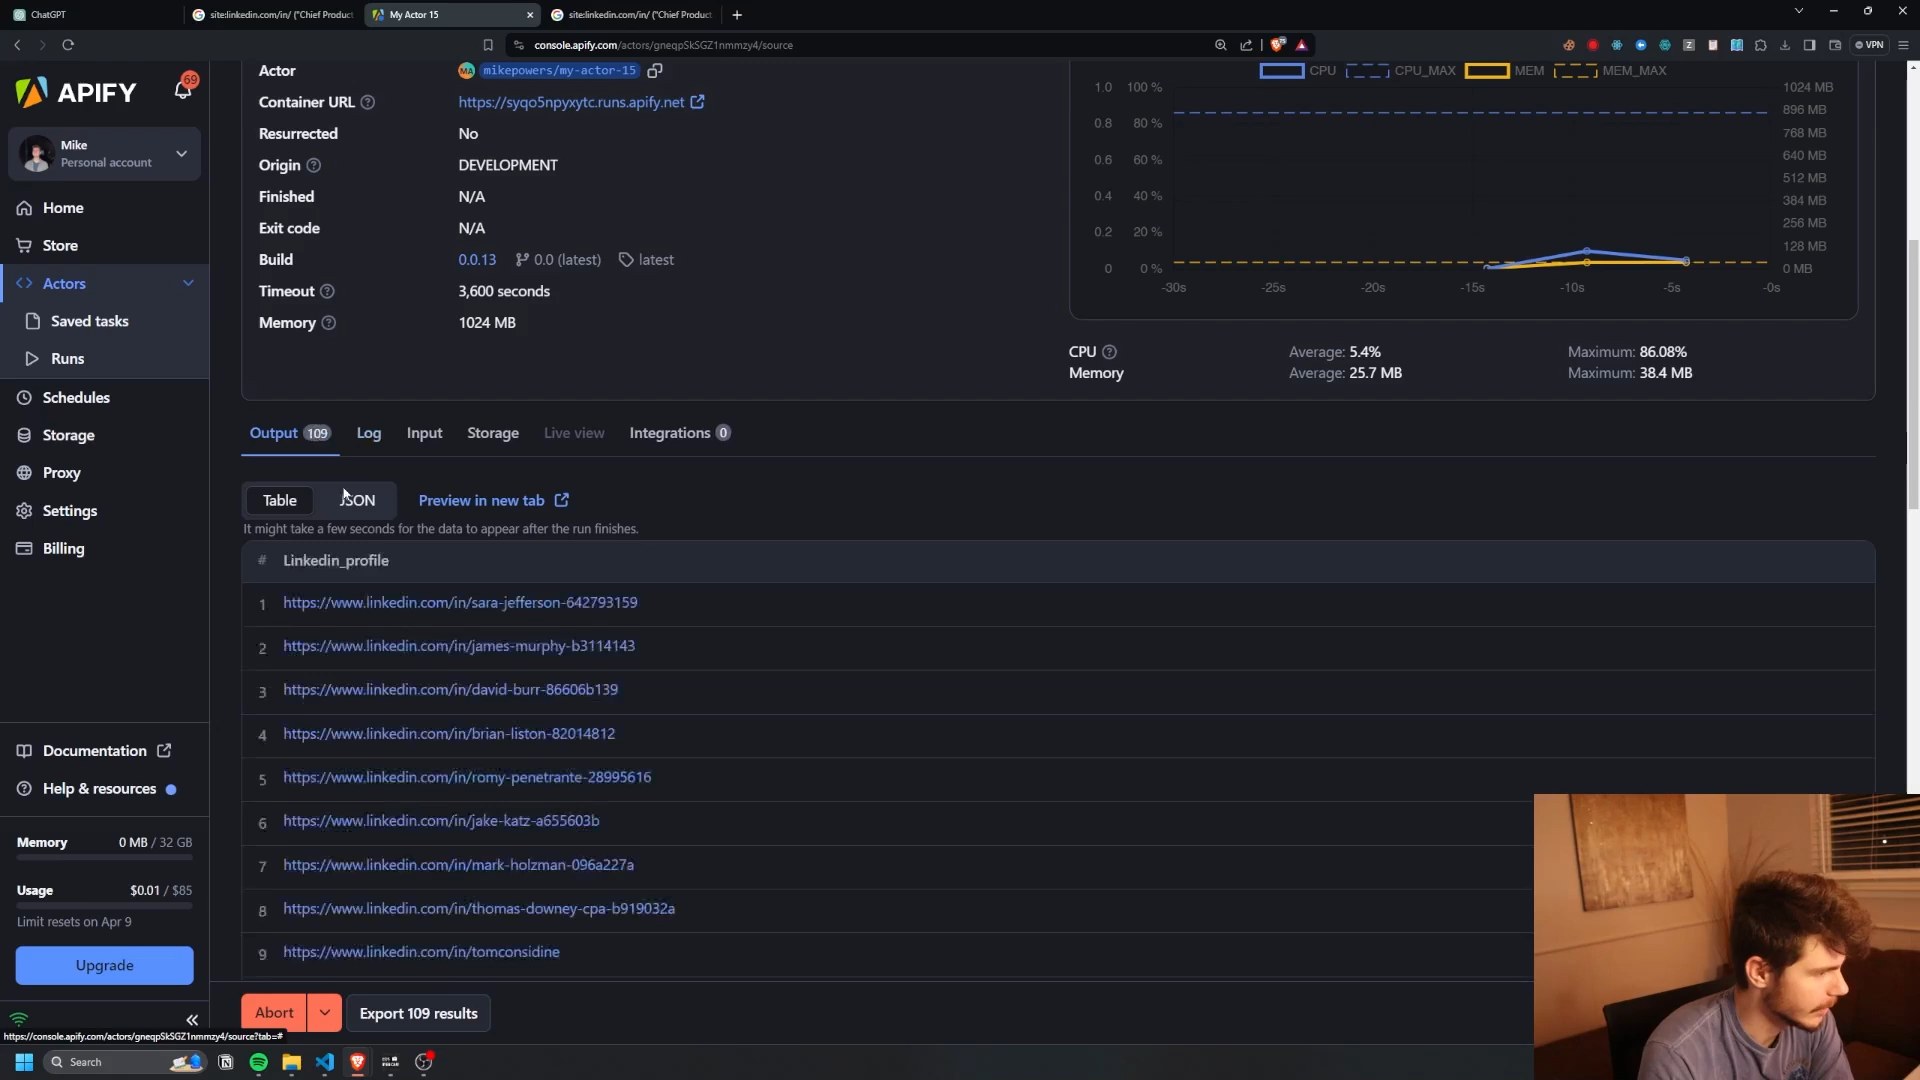 ChatGPT
site:linkedin.com/in/ ("Chief Product
My Actor 15
site:linkedin.com/in/ ("Chief Product
console.apify.com/actors/gneqpSkSGZ1nmmzy4/source
VPN
APIFY
69
Mike
Personal account
Home
Store
Actors
Saved tasks
Runs
Schedules
Storage
Proxy
Settings
Billing
Documentation
Help & resources
Memory 0 MB / 32 GB
Usage $0.01 / $85
Limit resets on Apr 9
Upgrade
Actor MA mikepowers/my-actor-15
Container URL https://syqo5npyxytc.runs.apify.net
Resurrected No
Origin DEVELOPMENT
Finished N/A
Exit code N/A
Build 0.0.13 0.0 (latest) latest
Timeout 3,600 seconds
Memory 1024 MB
CPU CPU_MAX MEM MEM_MAX
1.0 100 % 1024 MB
896 MB
0.8 80 % 768 MB
640 MB
0.6 60 % 512 MB
0.4 40 % 384 MB
256 MB
0.2 20 % 128 MB
0 0 % 0 MB
-30s -25s -20s -15s -10s -5s -0s
CPU Average: 5.4% Maximum: 86.08%
Memory Average: 25.7 MB Maximum: 38.4 MB
Output 109 Log Input Storage Live view Integrations 0
Table JSON Preview in new tab
It might take a few seconds for the data to appear after the run finishes.
# Linkedin_profile
1 https://www.linkedin.com/in/sara-jefferson-642793159
2 https://www.linkedin.com/in/james-murphy-b3114143
3 https://www.linkedin.com/in/david-burr-86606b139
4 https://www.linkedin.com/in/brian-liston-82014812
5 https://www.linkedin.com/in/romy-penetrante-28995616
6 https://www.linkedin.com/in/jake-katz-a655603b
7 https://www.linkedin.com/in/mark-holzman-096a227a
8 https://www.linkedin.com/in/thomas-downey-cpa-b919032a
9 https://www.linkedin.com/in/tomconsidine
Abort Export 109 results
https://console.apify.com/actors/gneqpSkSGZ1nmmzy4/source?tab=#
Search